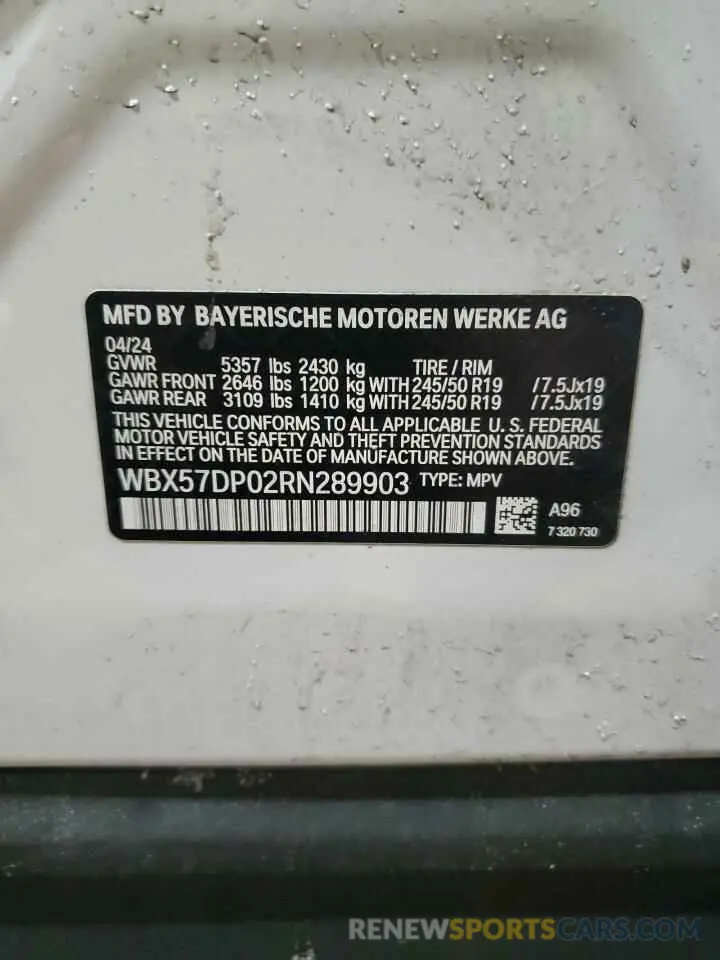 MFD BY BAYERISCHE MOTOREN WERKE AG
04/24
GVWR 5357 lbs 2430 kg TIRE / RIM
GAWR FRONT 2646 lbs 1200 kg WITH 245/50 R19 /7.5Jx19
GAWR REAR 3109 lbs 1410 kg WITH 245/50 R19 /7.5Jx19
THIS VEHICLE CONFORMS TO ALL APPLICABLE U.S. FEDERAL
MOTOR VEHICLE SAFETY AND THEFT PREVENTION STANDARDS
IN EFFECT ON THE DATE OF MANUFACTURE SHOWN ABOVE.
WBX57DP02RN289903 TYPE: MPV
A96
7 320 730
RENEWSPORTSCARS.COM